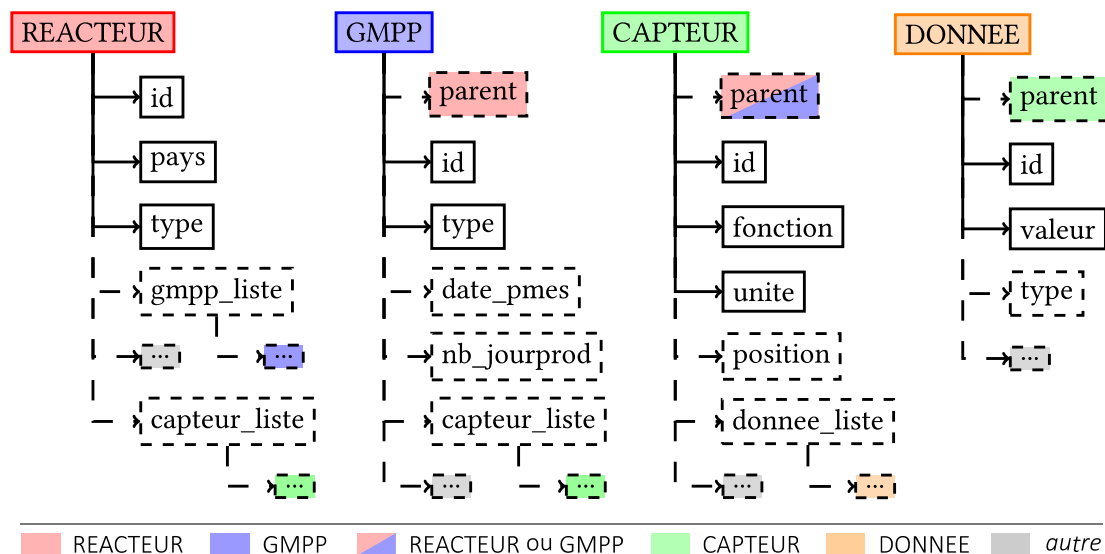 REACTEUR GMPP CAPTEUR DONNEE
id parent parent parent
pays id id id
type type fonction valeur
gmpp_liste date_pmes unite type
... ... nb_jourprod position ...
capteur_liste capteur_liste donnee_liste
... ... ... ... ...
REACTEUR GMPP REACTEUR ou GMPP CAPTEUR DONNEE autre